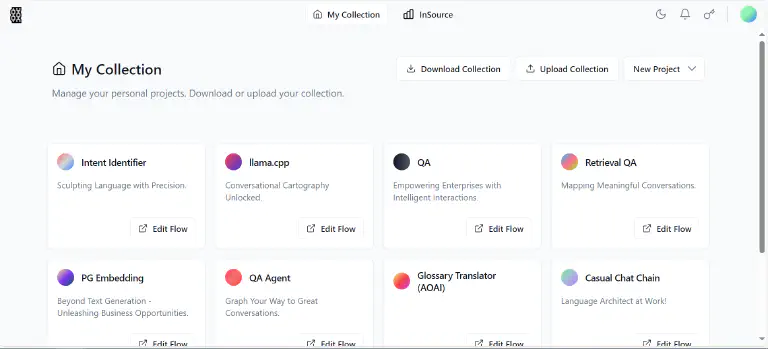 My Collection
InSource
My Collection
Download Collection
Upload Collection
New Project
Manage your personal projects. Download or upload your collection.
Intent Identifier
Sculpting Language with Precision.
Edit Flow
llama.cpp
Conversational Cartography
Unlocked.
Edit Flow
QA
Empowering Enterprises with
Intelligent Interactions.
Edit Flow
Retrieval QA
Mapping Meaningful Conversations.
Edit Flow
PG Embedding
Beyond Text Generation -
Unleashing Business Opportunities.
Edit Flow
QA Agent
Graph Your Way to Great
Conversations.
Edit Flow
Glossary Translator
(AOAI)
Edit Flow
Casual Chat Chain
Language Architect at Work!
Edit Flow